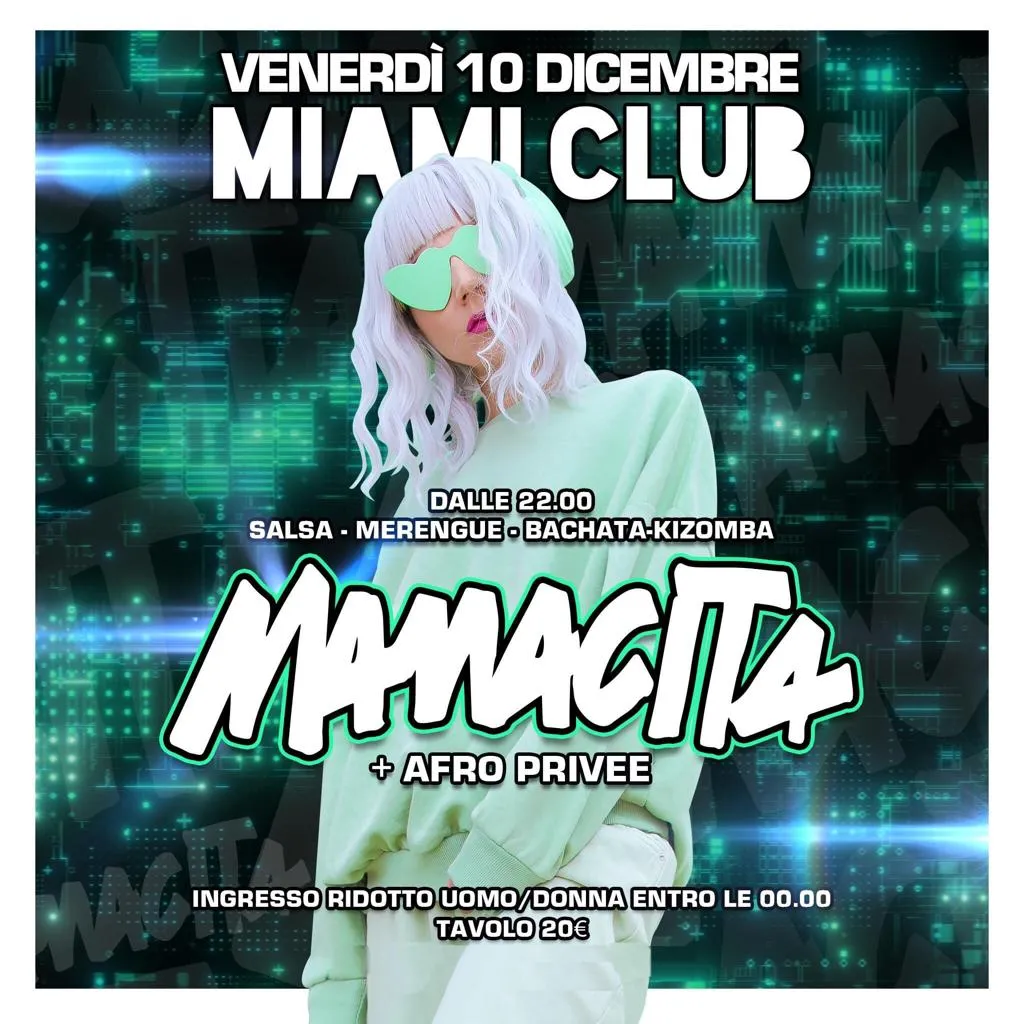 VENERDÌ 10 DICEMBRE
MIAMI CLUB
DALLE 22.00
SALSA - MERENGUE - BACHATA-KIZOMBA
MAMACITA
+ AFRO PRIVEE
INGRESSO RIDOTTO UOMO/DONNA ENTRO LE 00.00
TAVOLO 20€